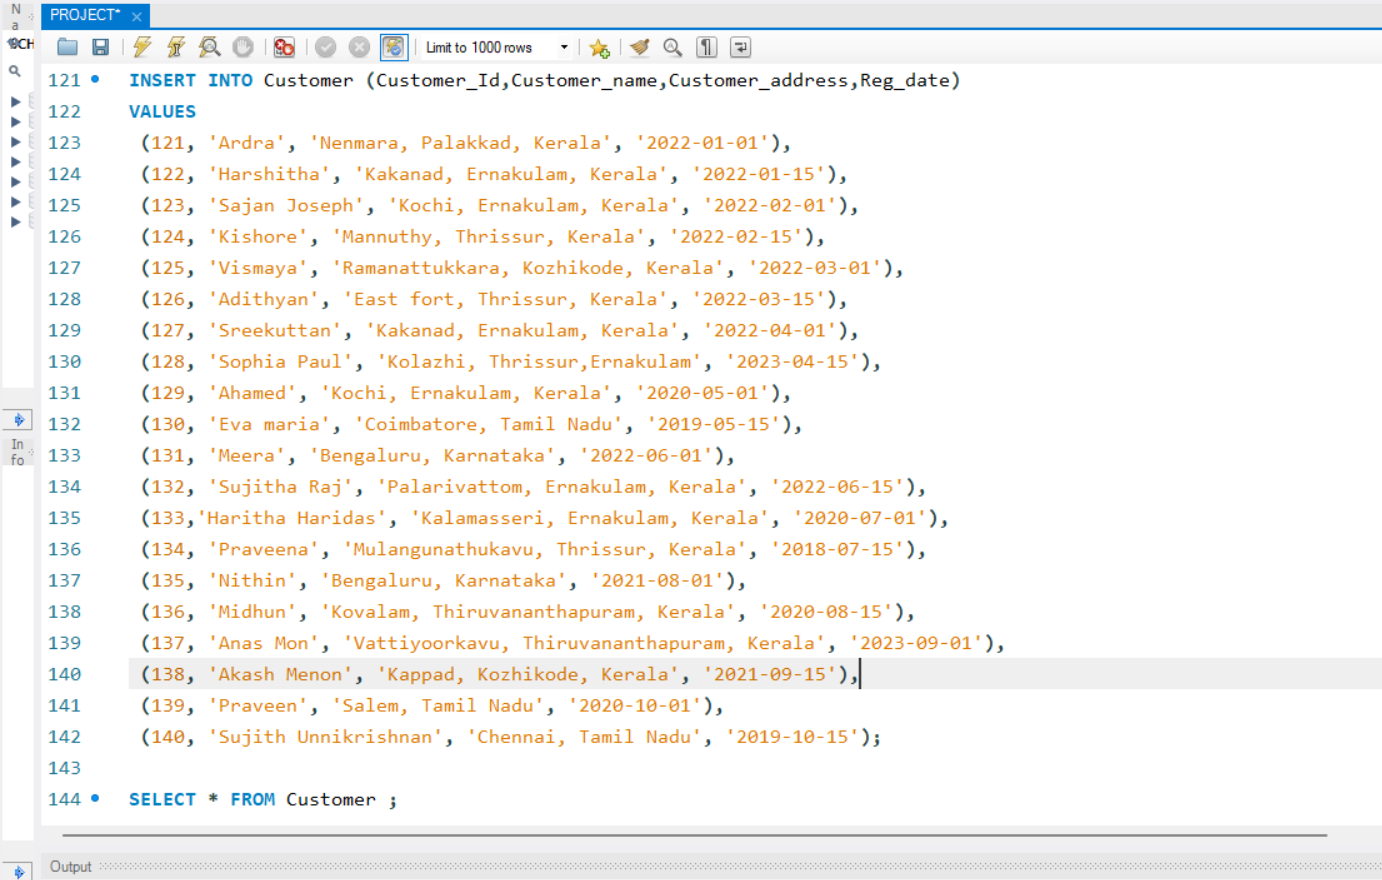 Na
PROJECT*
SCH
Limit to 1000 rows
121 INSERT INTO Customer (Customer_Id,Customer_name,Customer_address,Reg_date)
122 VALUES
123 (121, 'Ardra', 'Nenmara, Palakkad, Kerala', '2022-01-01'),
124 (122, 'Harshitha', 'Kakanad, Ernakulam, Kerala', '2022-01-15'),
125 (123, 'Sajan Joseph', 'Kochi, Ernakulam, Kerala', '2022-02-01'),
126 (124, 'Kishore', 'Mannuthy, Thrissur, Kerala', '2022-02-15'),
127 (125, 'Vismaya', 'Ramanattukkara, Kozhikode, Kerala', '2022-03-01'),
128 (126, 'Adithyan', 'East fort, Thrissur, Kerala', '2022-03-15'),
129 (127, 'Sreekuttan', 'Kakanad, Ernakulam, Kerala', '2022-04-01'),
130 (128, 'Sophia Paul', 'Kolazhi, Thrissur,Ernakulam', '2023-04-15'),
131 (129, 'Ahamed', 'Kochi, Ernakulam, Kerala', '2020-05-01'),
132 (130, 'Eva maria', 'Coimbatore, Tamil Nadu', '2019-05-15'),
133 (131, 'Meera', 'Bengaluru, Karnataka', '2022-06-01'),
134 (132, 'Sujitha Raj', 'Palarivattom, Ernakulam, Kerala', '2022-06-15'),
135 (133,'Haritha Haridas', 'Kalamasseri, Ernakulam, Kerala', '2020-07-01'),
136 (134, 'Praveena', 'Mulangunathukavu, Thrissur, Kerala', '2018-07-15'),
137 (135, 'Nithin', 'Bengaluru, Karnataka', '2021-08-01'),
138 (136, 'Midhun', 'Kovalam, Thiruvananthapuram, Kerala', '2020-08-15'),
139 (137, 'Anas Mon', 'Vattiyoorkavu, Thiruvananthapuram, Kerala', '2023-09-01'),
140 (138, 'Akash Menon', 'Kappad, Kozhikode, Kerala', '2021-09-15'),
141 (139, 'Praveen', 'Salem, Tamil Nadu', '2020-10-01'),
142 (140, 'Sujith Unnikrishnan', 'Chennai, Tamil Nadu', '2019-10-15');
143
144 SELECT * FROM Customer ;
Info
Output